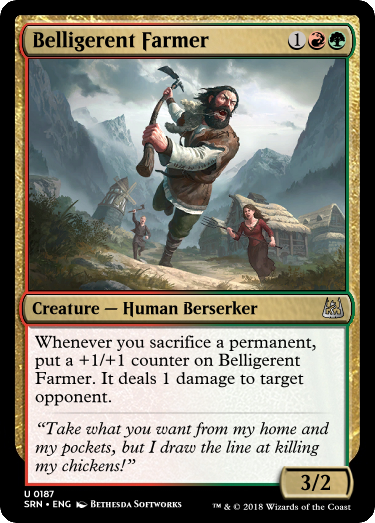 Belligerent Farmer 1
Creature — Human Berserker
Whenever you sacrifice a permanent,
put a +1/+1 counter on Belligerent
Farmer. It deals 1 damage to target
opponent.
“Take what you want from my home and
my pockets, but I draw the line at killing
my chickens!”
3/2
U 0187
SRN • ENG Bethesda Softworks
™ & © 2018 Wizards of the Coast